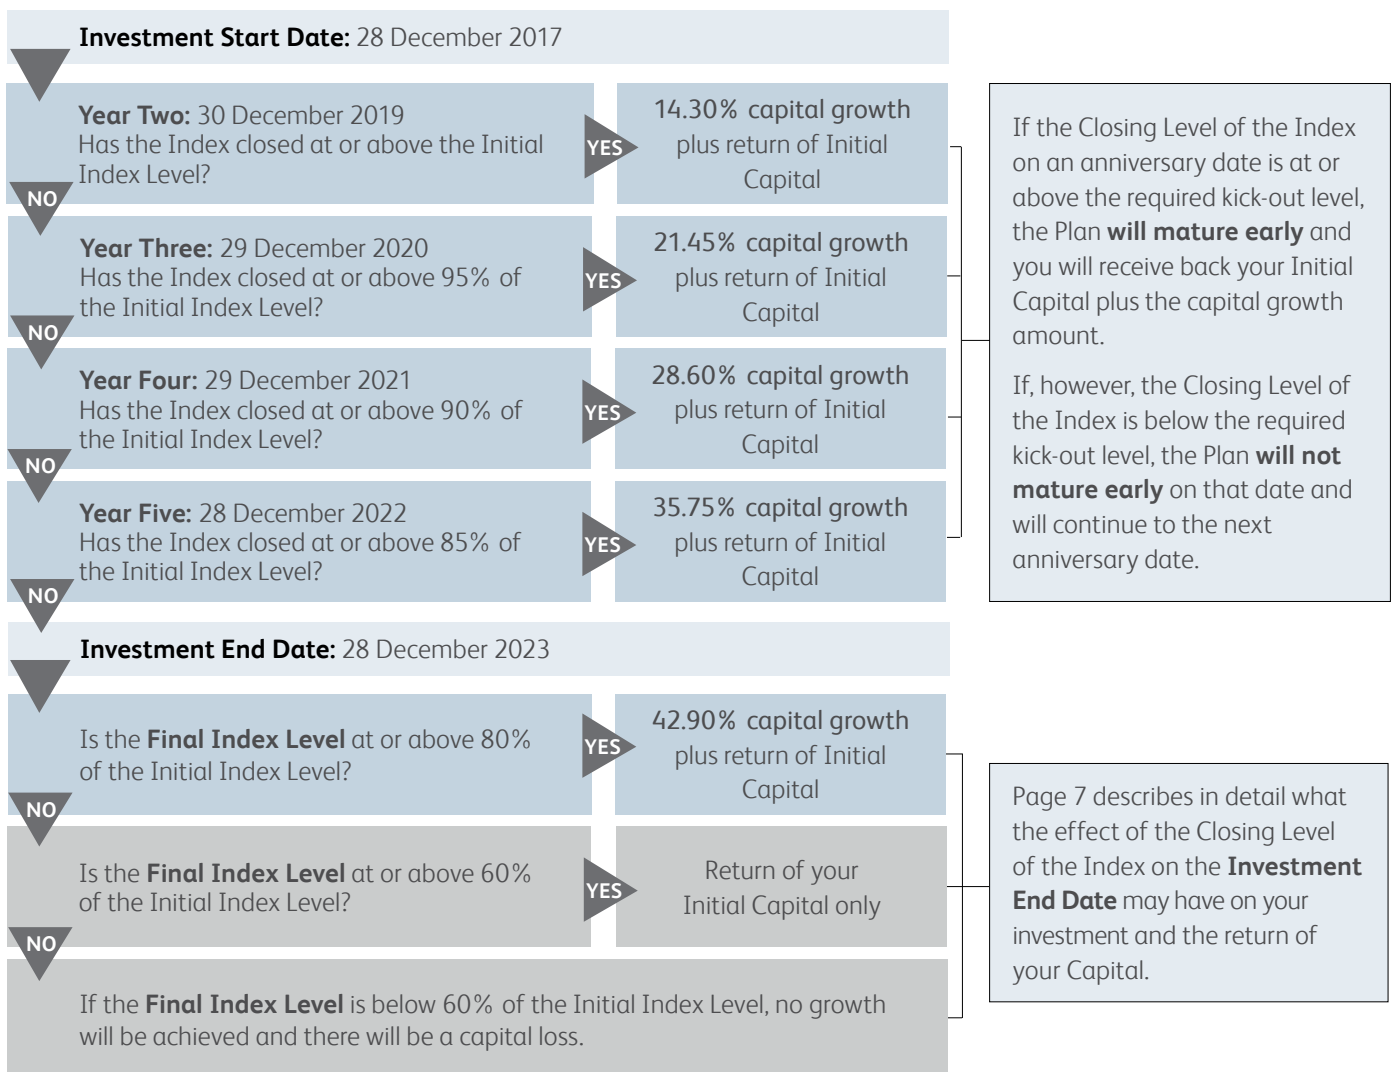 Investment Start Date: 28 December 2017
Year Two: 30 December 2019
Has the Index closed at or above the Initial
Index Level?
YES
14.30% capital growth
plus return of Initial
Capital
NO
Year Three: 29 December 2020
Has the Index closed at or above 95% of
the Initial Index Level?
YES
21.45% capital growth
plus return of Initial
Capital
NO
Year Four: 29 December 2021
Has the Index closed at or above 90% of
the Initial Index Level?
YES
28.60% capital growth
plus return of Initial
Capital
NO
Year Five: 28 December 2022
Has the Index closed at or above 85% of
the Initial Index Level?
YES
35.75% capital growth
plus return of Initial
Capital
NO
If the Closing Level of the Index
on an anniversary date is at or
above the required kick-out level,
the Plan will mature early and
you will receive back your Initial
Capital plus the capital growth
amount.
If, however, the Closing Level of
the Index is below the required
kick-out level, the Plan will not
mature early on that date and
will continue to the next
anniversary date.
Investment End Date: 28 December 2023
Is the Final Index Level at or above 80%
of the Initial Index Level?
YES
42.90% capital growth
plus return of Initial
Capital
NO
Is the Final Index Level at or above 60%
of the Initial Index Level?
YES
Return of your
Initial Capital only
NO
If the Final Index Level is below 60% of the Initial Index Level, no growth
will be achieved and there will be a capital loss.
Page 7 describes in detail what
the effect of the Closing Level
of the Index on the Investment
End Date may have on your
investment and the return of
your Capital.